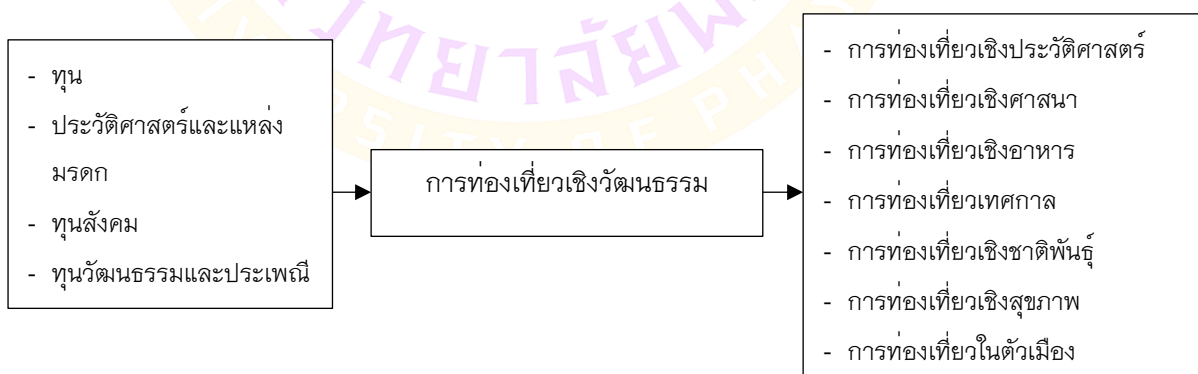 - ทุน
- ประวัติศาสตร์และแหล่ง
มรดก
- ทุนสังคม
- ทุนวัฒนธรรมและประเพณี
การท่องเที่ยวเชิงวัฒนธรรม
- การท่องเที่ยวเชิงประวัติศาสตร์
- การท่องเที่ยวเชิงศาสนา
- การท่องเที่ยวเชิงอาหาร
- การท่องเที่ยวเทศกาล
- การท่องเที่ยวเชิงชาติพันธุ์
- การท่องเที่ยวเชิงสุขภาพ
- การท่องเที่ยวในตัวเมือง